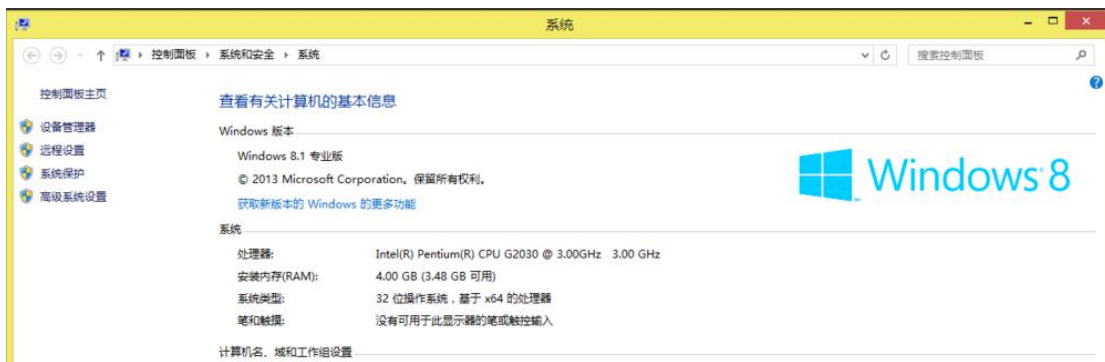 系统
控制面板 系统和安全 系统
搜索控制面板
控制面板主页
设备管理器
远程设置
系统保护
高级系统设置
查看有关计算机的基本信息
Windows 版本
Windows 8.1 专业版
© 2013 Microsoft Corporation。保留所有权利。
获取新版本的 Windows 的更多功能
Windows 8
系统
处理器: Intel(R) Pentium(R) CPU G2030 @ 3.00GHz 3.00 GHz
安装内存(RAM): 4.00 GB (3.48 GB 可用)
系统类型: 32 位操作系统，基于 x64 的处理器
笔和触摸: 没有可用于此显示器的笔或触控输入
计算机名、域和工作组设置